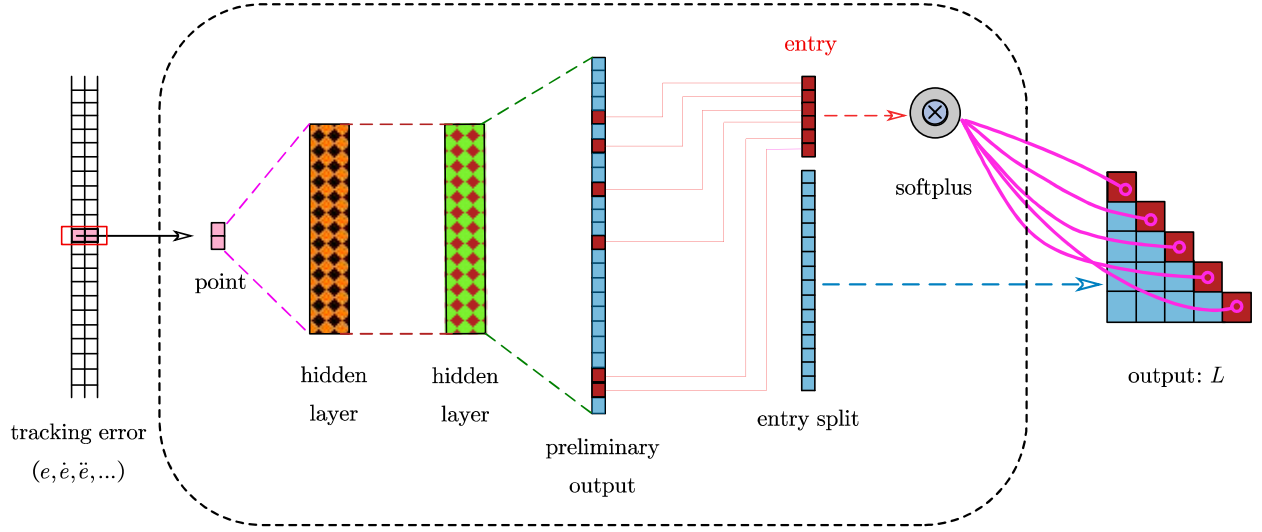 entry
softplus
point
hidden
layer
hidden
layer
output: L
entry split
tracking error
(e, ė, ë, ...)
preliminary
output